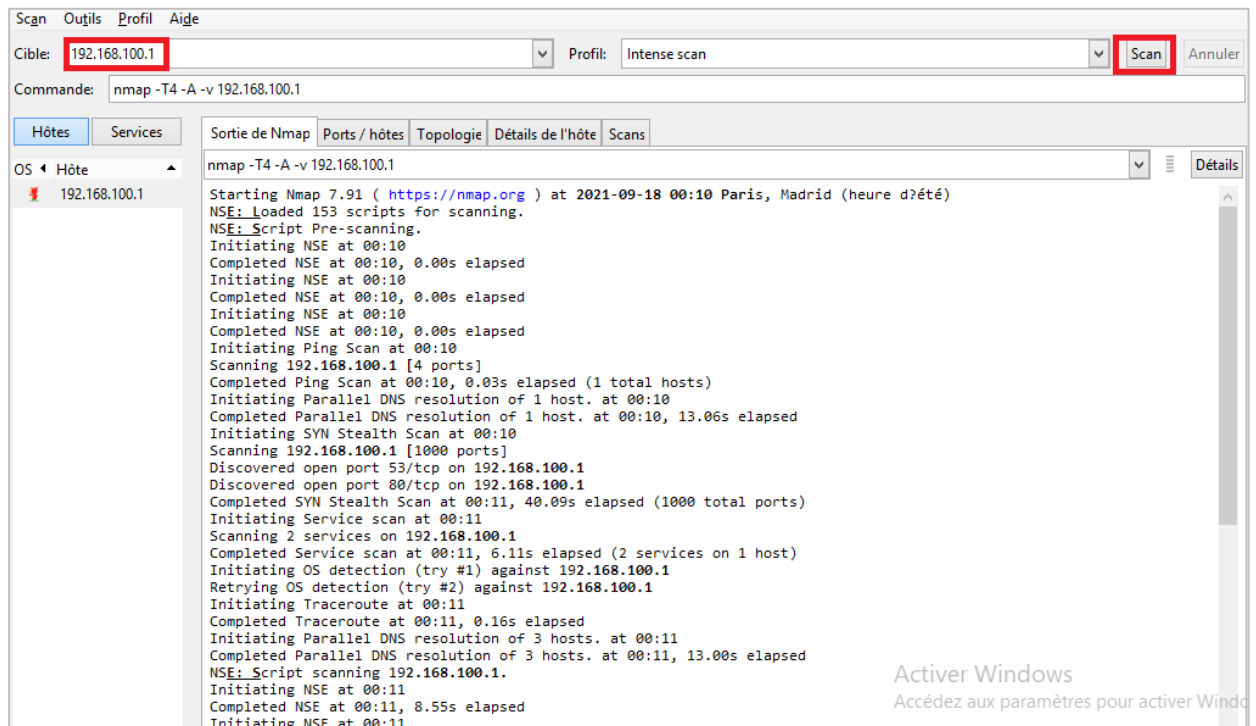 Scan Outils Profil Aide
Cible: 192.168.100.1 Profil: Intense scan Scan Annuler
Commande: nmap -T4 -A -v 192.168.100.1
Hôtes Services Sortie de Nmap Ports / hôtes Topologie Détails de l'hôte Scans
OS Hôte nmap -T4 -A -v 192.168.100.1 Détails
192.168.100.1
Starting Nmap 7.91 ( https://nmap.org ) at 2021-09-18 00:10 Paris, Madrid (heure d?été)
NSE: Loaded 153 scripts for scanning.
NSE: Script Pre-scanning.
Initiating NSE at 00:10
Completed NSE at 00:10, 0.00s elapsed
Initiating NSE at 00:10
Completed NSE at 00:10, 0.00s elapsed
Initiating NSE at 00:10
Completed NSE at 00:10, 0.00s elapsed
Initiating Ping Scan at 00:10
Scanning 192.168.100.1 [4 ports]
Completed Ping Scan at 00:10, 0.03s elapsed (1 total hosts)
Initiating Parallel DNS resolution of 1 host. at 00:10
Completed Parallel DNS resolution of 1 host. at 00:10, 13.06s elapsed
Initiating SYN Stealth Scan at 00:10
Scanning 192.168.100.1 [1000 ports]
Discovered open port 53/tcp on 192.168.100.1
Discovered open port 80/tcp on 192.168.100.1
Completed SYN Stealth Scan at 00:11, 40.09s elapsed (1000 total ports)
Initiating Service scan at 00:11
Scanning 2 services on 192.168.100.1
Completed Service scan at 00:11, 6.11s elapsed (2 services on 1 host)
Initiating OS detection (try #1) against 192.168.100.1
Retrying OS detection (try #2) against 192.168.100.1
Initiating Traceroute at 00:11
Completed Traceroute at 00:11, 0.16s elapsed
Initiating Parallel DNS resolution of 3 hosts. at 00:11
Completed Parallel DNS resolution of 3 hosts. at 00:11, 13.00s elapsed
NSE: Script scanning 192.168.100.1.
Initiating NSE at 00:11
Completed NSE at 00:11, 8.55s elapsed
Initiating NSE at 00:11
Activer Windows
Accédez aux paramètres pour activer Windo